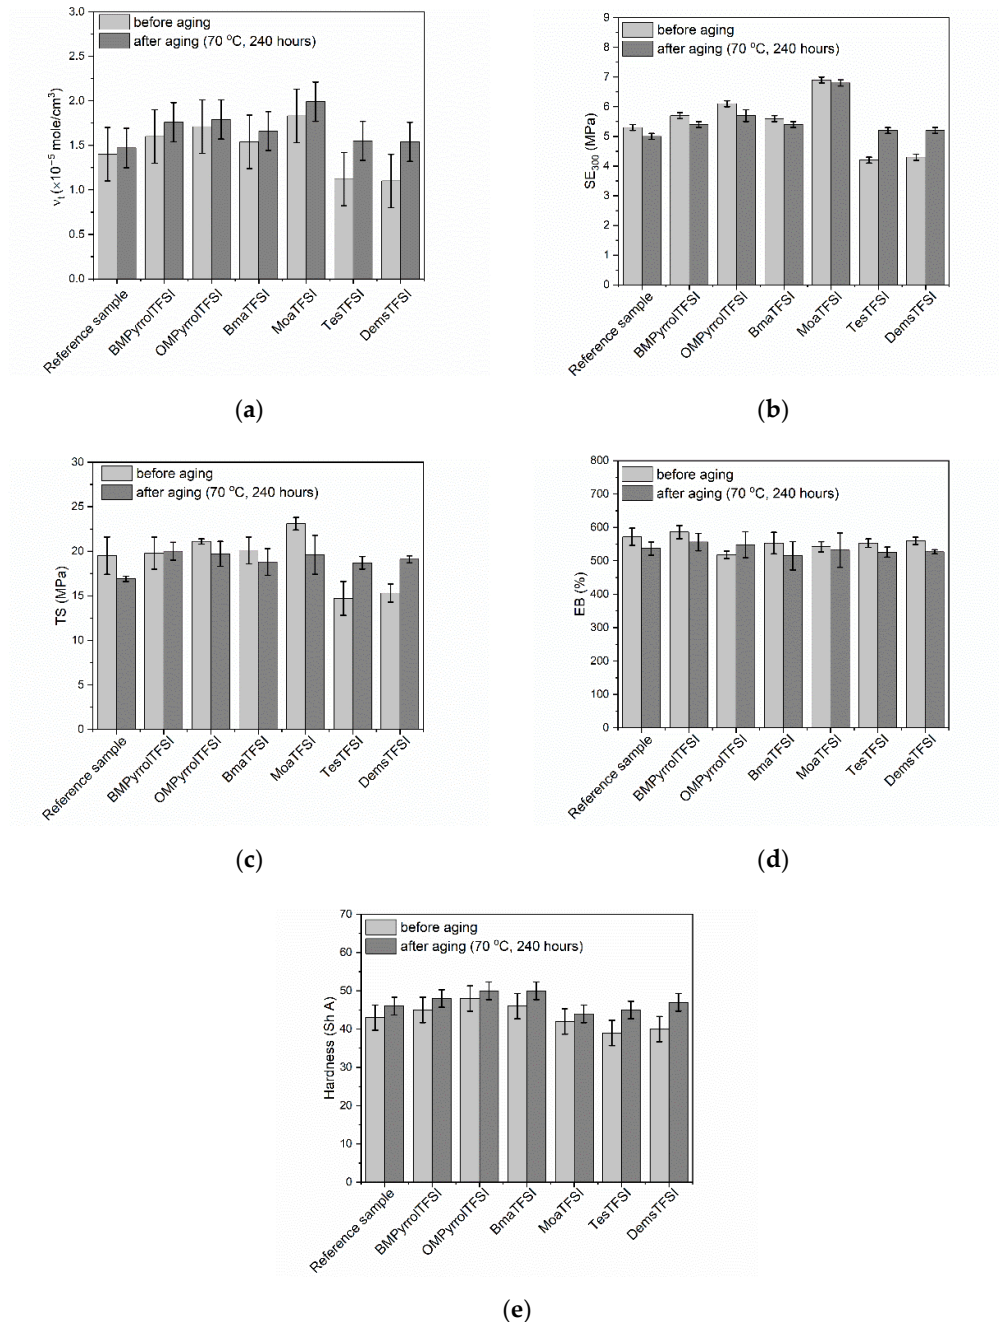 before aging
after aging (70 °C, 240 hours)
3.0
2.5
2.0
1.5
1.0
0.5
0.0
νt (×10⁻⁵ mole/cm³)
Reference sample
BMPyrrolTFSI
OMPyrrolTFSI
BmaTFSI
MoaTFSI
TesTFSI
DemsTFSI
(a)
before aging
after aging (70 °C, 240 hours)
9
8
7
6
5
4
3
2
1
0
SE300 (MPa)
Reference sample
BMPyrrolTFSI
OMPyrrolTFSI
BmaTFSI
MoaTFSI
TesTFSI
DemsTFSI
(b)
before aging
after aging (70 °C, 240 hours)
30
25
20
15
10
5
0
TS (MPa)
Reference sample
BMPyrrolTFSI
OMPyrrolTFSI
BmaTFSI
MoaTFSI
TesTFSI
DemsTFSI
(c)
before aging
after aging (70 °C, 240 hours)
800
700
600
500
400
300
200
100
0
EB (%)
Reference sample
BMPyrrolTFSI
OMPyrrolTFSI
BmaTFSI
MoaTFSI
TesTFSI
DemsTFSI
(d)
before aging
after aging (70 °C, 240 hours)
70
60
50
40
30
20
10
0
Hardness (Sh A)
Reference sample
BMPyrrolTFSI
OMPyrrolTFSI
BmaTFSI
MoaTFSI
TesTFSI
DemsTFSI
(e)